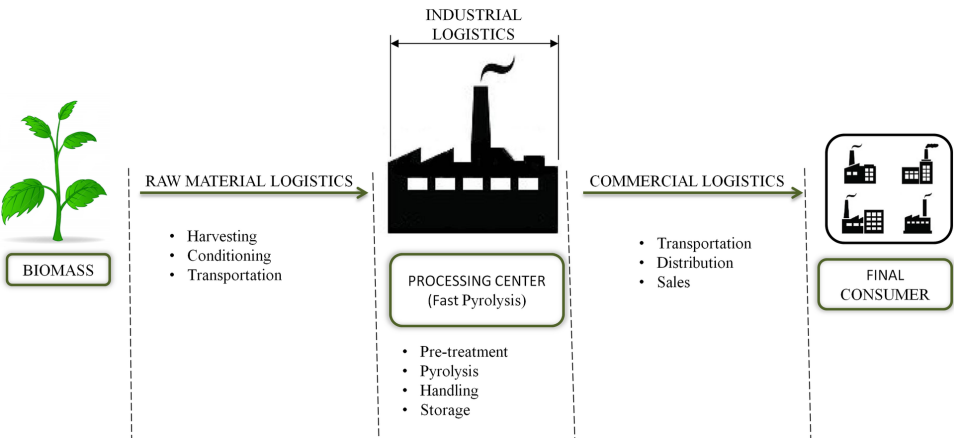 INDUSTRIAL
LOGISTICS
RAW MATERIAL LOGISTICS
• Harvesting
• Conditioning
• Transportation
BIOMASS
PROCESSING CENTER
(Fast Pyrolysis)
• Pre-treatment
• Pyrolysis
• Handling
• Storage
COMMERCIAL LOGISTICS
• Transportation
• Distribution
• Sales
FINAL
CONSUMER